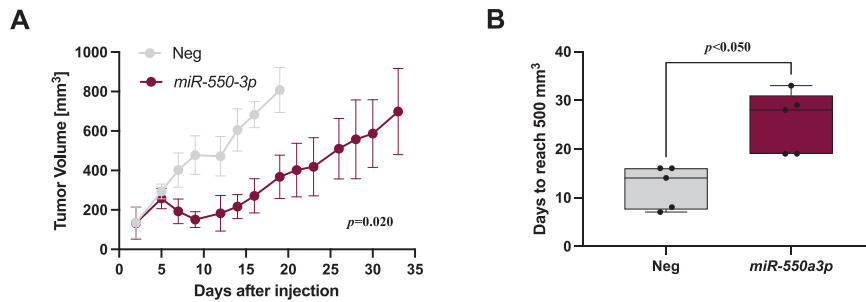 A
Neg
miR-550-3p
Tumor Volume [mm3]
1000
800
600
400
200
0
p=0.020
0 5 10 15 20 25 30 35
Days after injection
B
p<0.050
Days to reach 500 mm3
40
30
20
10
0
Neg miR-550a3p